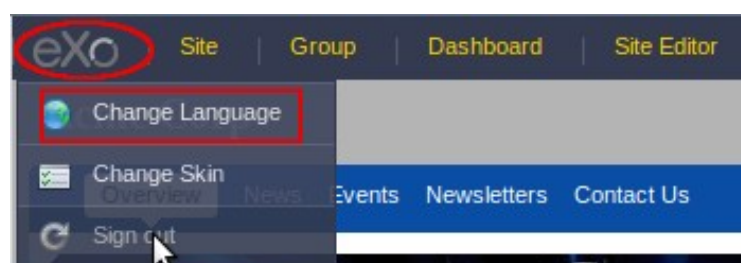 eXo Site Group Dashboard Site Editor
Change Language
Change Skin
Overview News Events Newsletters Contact Us
Sign out